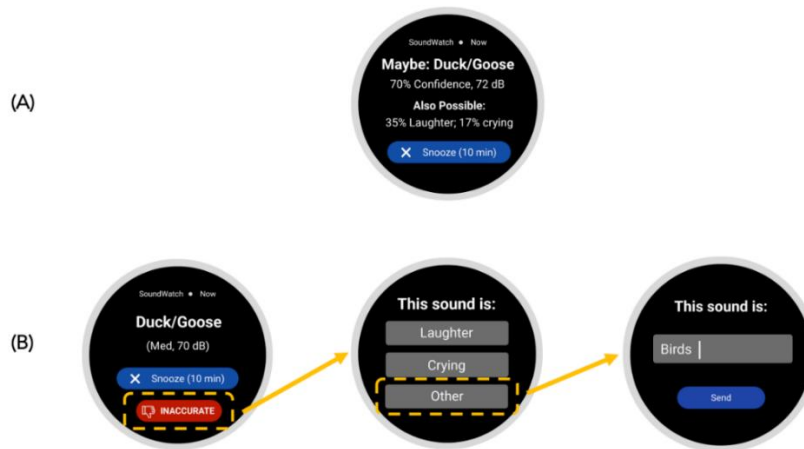 (A)
SoundWatch • Now
Maybe: Duck/Goose
70% Confidence, 72 dB
Also Possible:
35% Laughter; 17% crying
X Snooze (10 min)
(B)
SoundWatch • Now
Duck/Goose
(Med, 70 dB)
X Snooze (10 min)
INACCURATE
This sound is:
Laughter
Crying
Other
This sound is:
Birds
Send